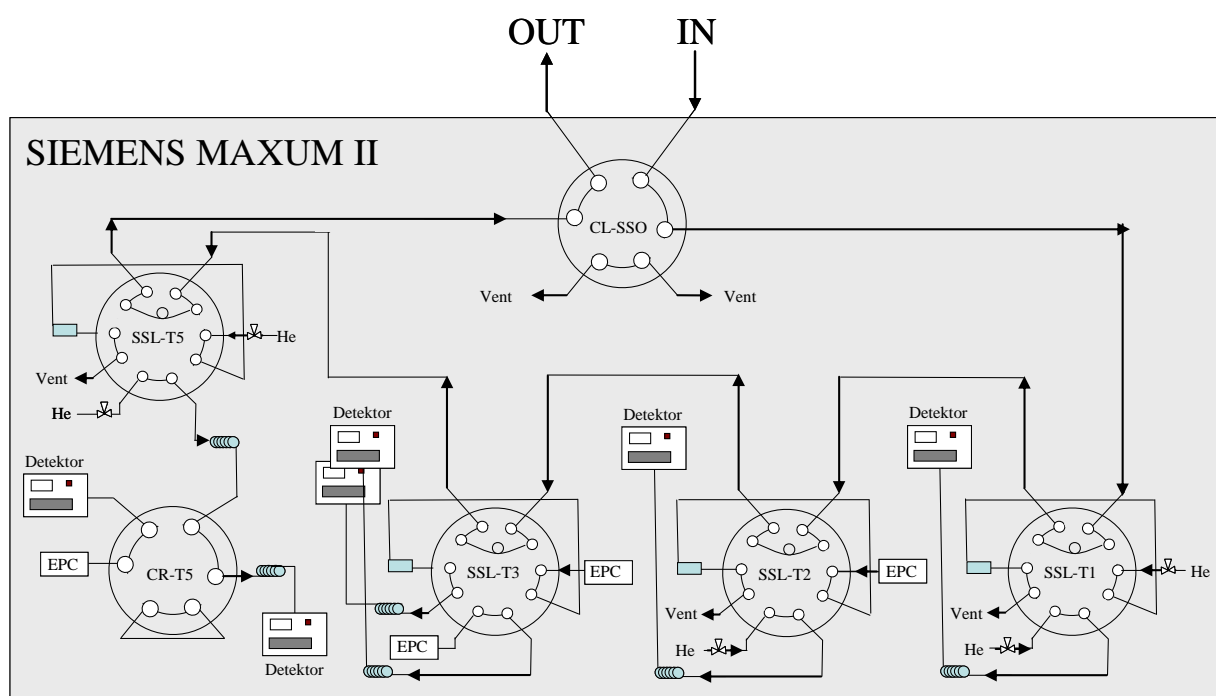 OUT IN
SIEMENS MAXUM II
CL-SSO
Vent Vent
SSL-T5
He
Vent
He
Detektor
EPC
CR-T5
Detektor
Detektor
SSL-T3
EPC
EPC
Detektor
SSL-T2
EPC
Vent
He
Detektor
SSL-T1
He
Vent
He